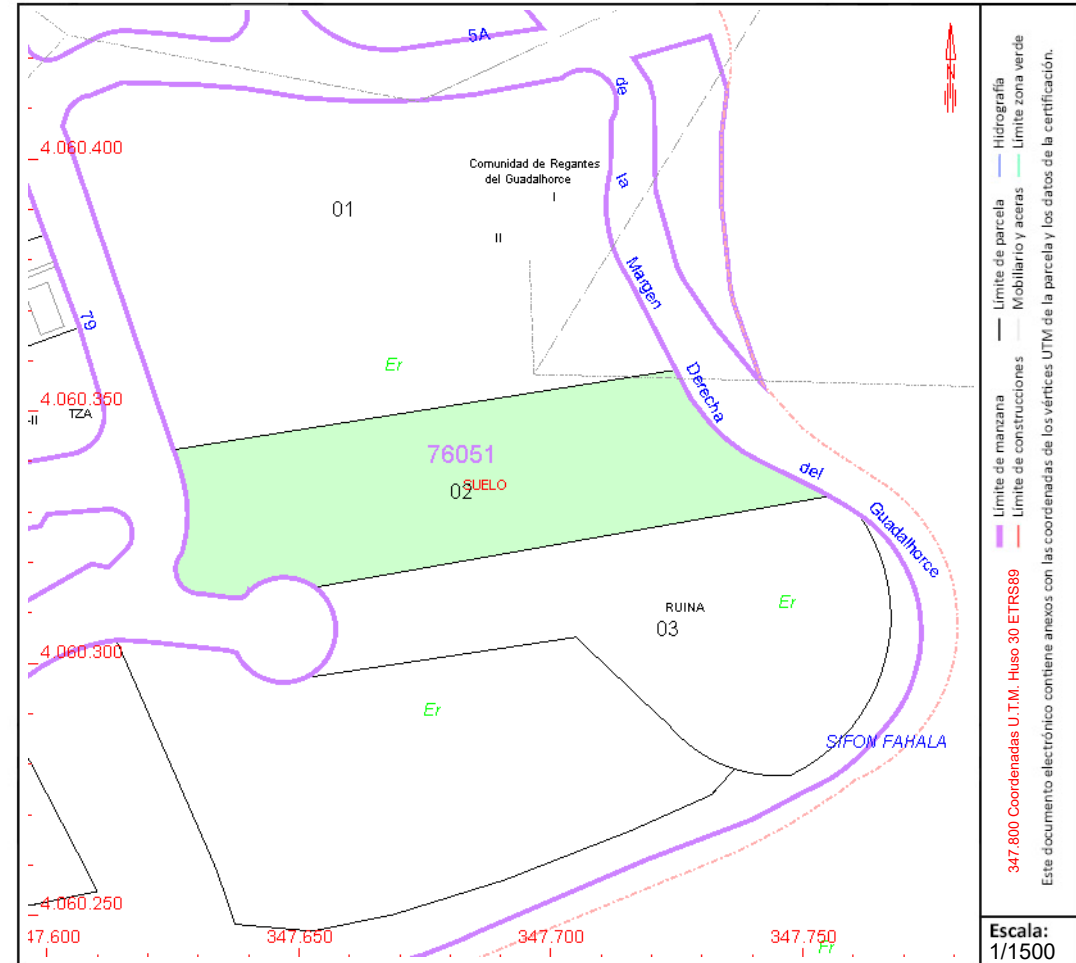 5A
de
la
4.060.400
Comunidad de Regantes
del Guadalhorce
I
01
II
Margen
79
Er
Derecha
4.060.350
-II
TZA
76051
02
SUELO
del
Guadalhorce
Er
RUINA
03
4.060.300
Er
SIFON FAHALA
4.060.250
47.600
347.650
347.700
347.750
Er
N
Límite de manzana
Límite de parcela
Hidrografía
Límite de construcciones
Mobiliario y aceras
Límite zona verde
347.800 Coordenadas U.T.M. Huso 30 ETRS89
Este documento electrónico contiene anexos con las coordenadas de los vértices UTM de la parcela y los datos de la certificación.
Escala:
1/1500